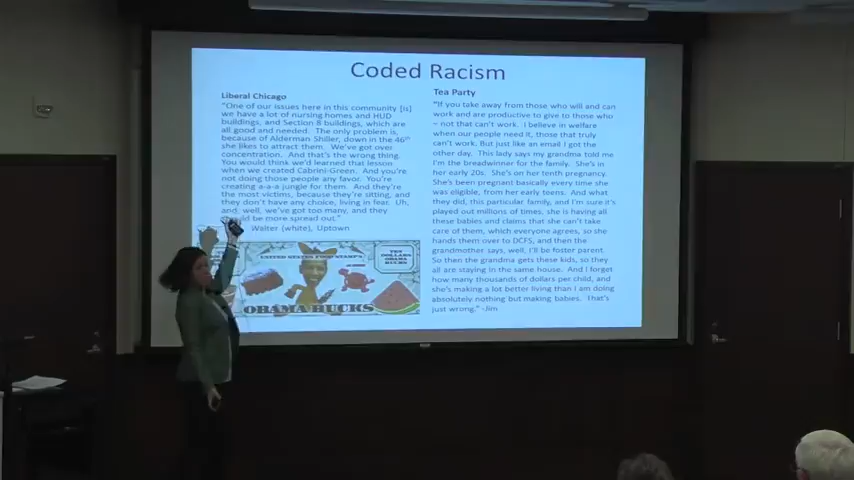 Coded Racism
Liberal Chicago
"One of our issues here in this community [is]
we have a lot of nursing homes and HUD
buildings, and Section 8 buildings, which are
all good and needed. The only problem is,
because of Alderman Shiller, down in the 46th
she likes to attract them. We've got over
concentration. And that's the wrong thing.
You would think we'd learned that lesson
when we created Cabrini-Green. And you're
not doing those people any favor. You're
creating a-a-a jungle for them. And they're
the most victims, because they're sitting, and
they don't have any choice, living in fear. Uh,
and, well, we've got too many, and they
be more spread out."
Walter (white), Uptown
UNITED STATES FOOD STAMPS
TEN
DOLLARS
OBAMA
BUCKS
OBAMA BUCKS
Tea Party
"If you take away from those who will and can
work and are productive to give to those who
– not that can't work. I believe in welfare
when our people need it, those that truly
can't work. But just like an email I got the
other day. This lady says my grandma told me
I'm the breadwinner for the family. She's in
her early 20s. She's on her tenth pregnancy.
She's been pregnant basically every time she
was eligible, from her early teens. And what
they did, this particular family, and I'm sure it's
played out millions of times, she is having all
these babies and claims that she can't take
care of them, which everyone agrees, so she
hands them over to DCFS, and then the
grandmother says, well, I'll be foster parent.
So then the grandma gets these kids, so they
all are staying in the same house. And I forget
how many thousands of dollars per child, and
she's making a lot better living than I am doing
absolutely nothing but making babies. That's
just wrong." -Jim